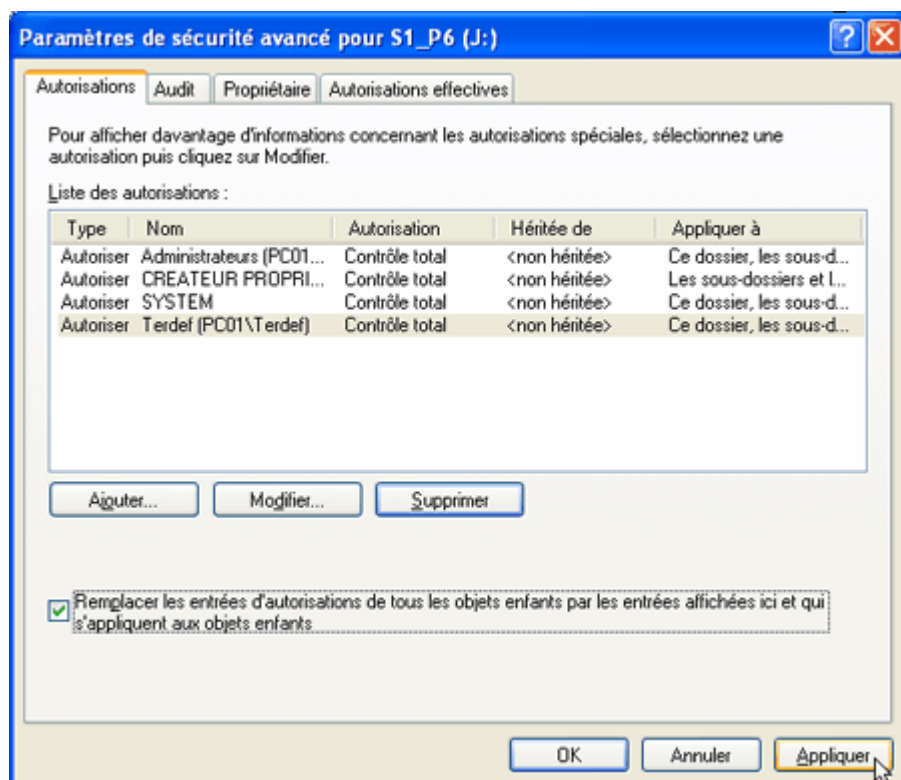 Paramètres de sécurité avancé pour S1_P6 (J:)
Autorisations Audit Propriétaire Autorisations effectives
Pour afficher davantage d'informations concernant les autorisations spéciales, sélectionnez une
autorisation puis cliquez sur Modifier.
Liste des autorisations :
Type Nom Autorisation Héritée de Appliquer à
Autoriser Administrateurs (PC01... Contrôle total <non héritée> Ce dossier, les sous-d...
Autoriser CREATEUR PROPRI... Contrôle total <non héritée> Les sous-dossiers et l...
Autoriser SYSTEM Contrôle total <non héritée> Ce dossier, les sous-d...
Autoriser Terdef (PC01\Terdef) Contrôle total <non héritée> Ce dossier, les sous-d...
Ajouter... Modifier... Supprimer
Remplacer les entrées d'autorisations de tous les objets enfants par les entrées affichées ici et qui
s'appliquent aux objets enfants
OK Annuler Appliquer